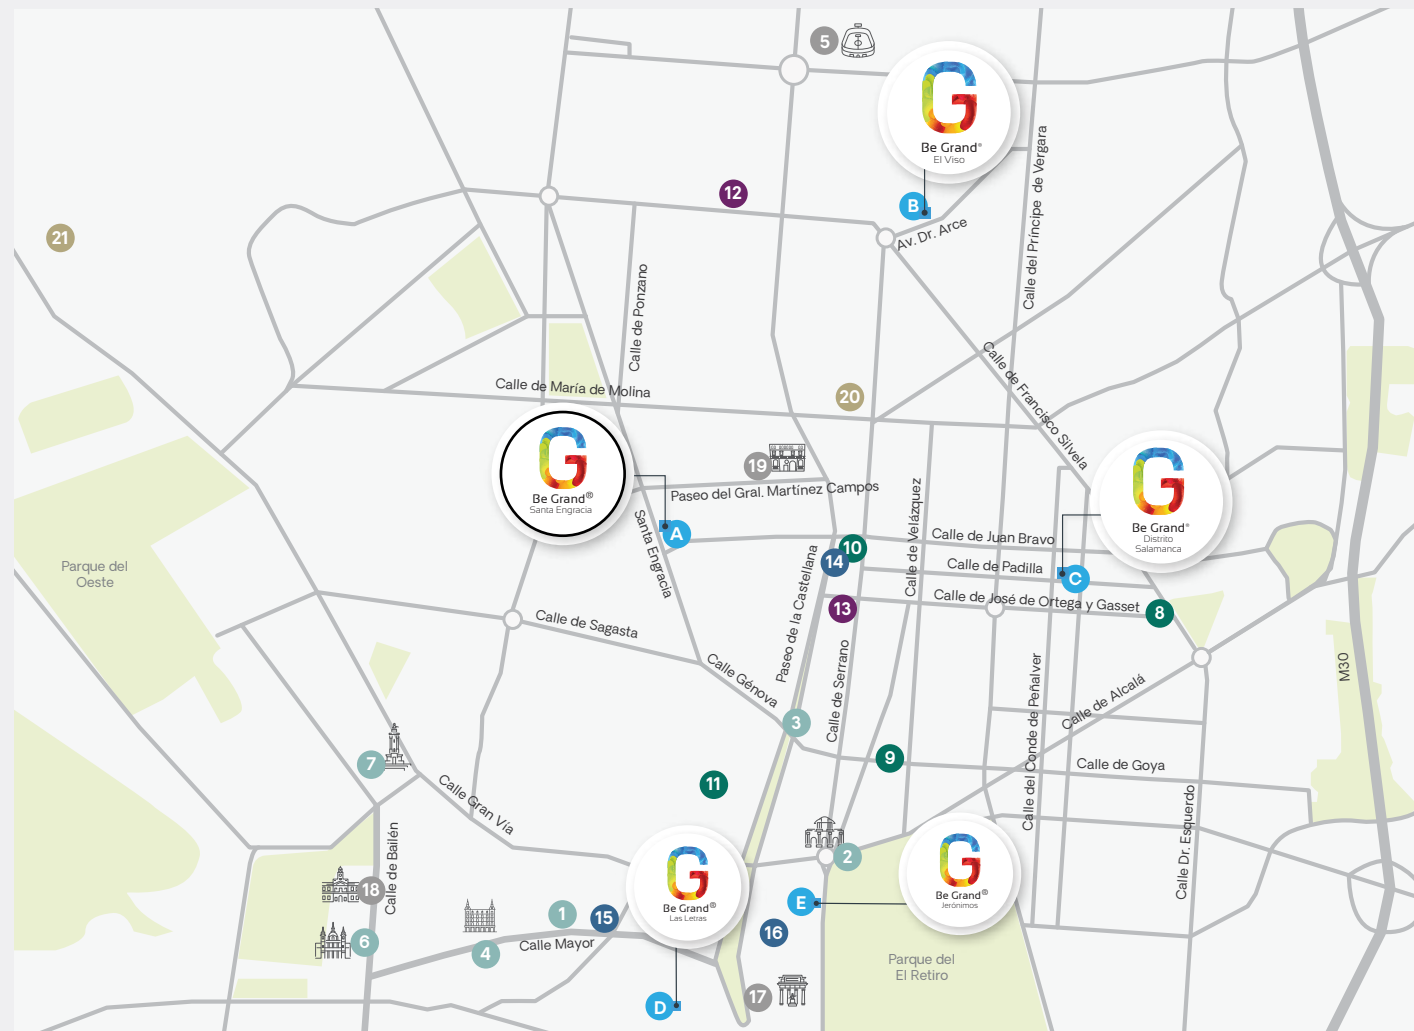 5
Be Grand®
El Viso
Calle del Príncipe de Vergara
12
B
Av. Dr. Arce
21
Calle de Ponzano
Calle de María de Molina
20
Calle de Francisco Silvela
Be Grand®
Santa Engracia
19
Paseo del Gral. Martínez Campos
Calle de Velázquez
Be Grand®
Distrito
Salamanca
Santa Engracia
A
Calle de Juan Bravo
10
14
Calle de Padilla
C
Parque del
Oeste
Paseo de la Castellana
Calle de José de Ortega y Gasset
13
8
Calle de Sagasta
Calle Génova
Calle de Serrano
Calle del Conde de Peñalver
Calle de Alcalá
M30
3
7
9
Calle de Goya
11
Calle Gran Vía
Calle Dr. Esquerdo
2
Calle de Bailén
18
Be Grand®
Las Letras
Be Grand®
Jerónimos
E
1
15
16
6
4
Calle Mayor
Parque del
El Retiro
17
D